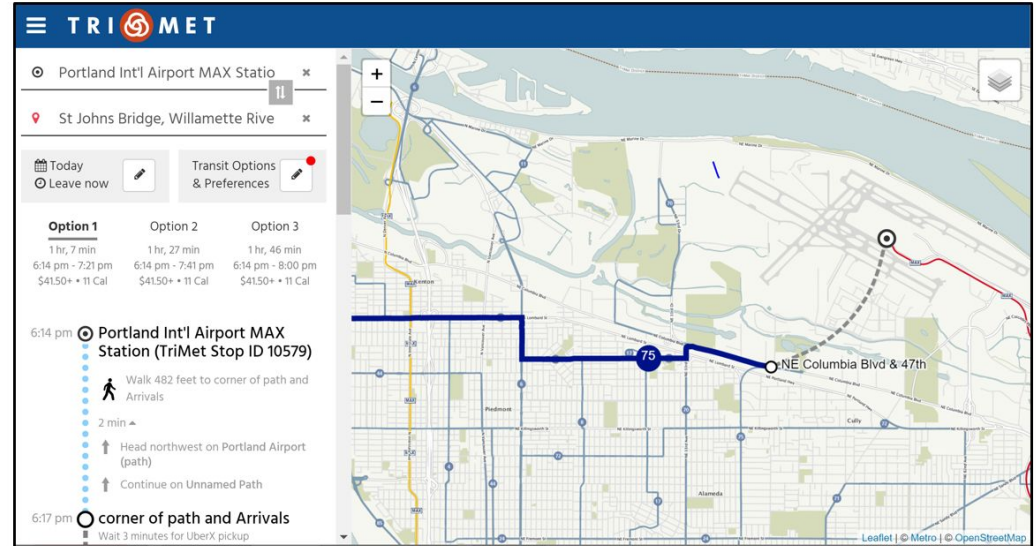 TRI MET
Portland Int'l Airport MAX Statio ×
St Johns Bridge, Willamette Rive ×
Today
Leave now
Transit Options
& Preferences
Option 1
1 hr, 7 min
6:14 pm - 7:21 pm
$41.50+ • 11 Cal
Option 2
1 hr, 27 min
6:14 pm - 7:41 pm
$41.50+ • 11 Cal
Option 3
1 hr, 46 min
6:14 pm - 8:00 pm
$41.50+ • 11 Cal
6:14 pm
Portland Int'l Airport MAX
Station (TriMet Stop ID 10579)
Walk 482 feet to corner of path and
Arrivals
2 min
Head northwest on Portland Airport
(path)
Continue on Unnamed Path
6:17 pm
corner of path and Arrivals
Wait 3 minutes for UberX pickup
+
−
75
NE Columbia Blvd & 47th
Kenton
Piedmont
Cully
Alameda
Leaflet | © Metro | © OpenStreetMap